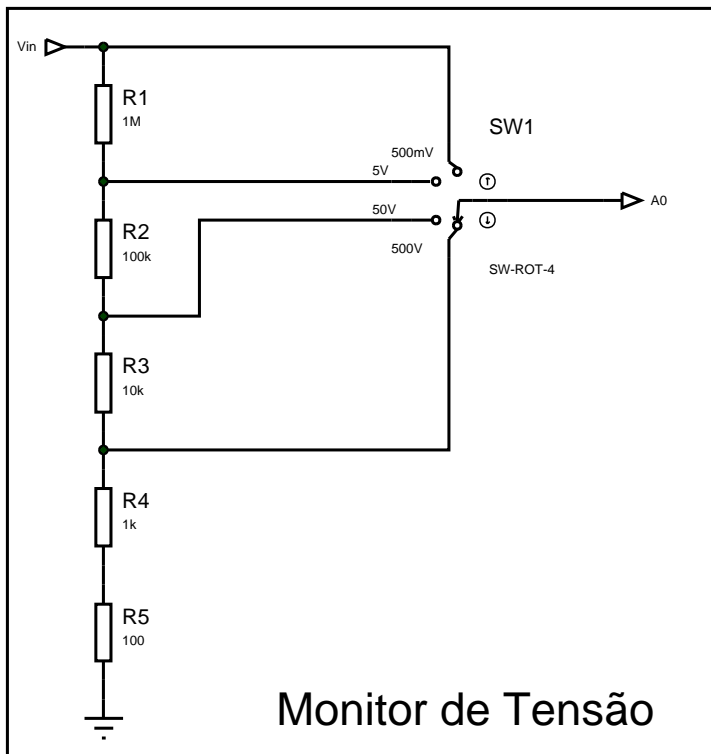 Vin
R1
1M
SW1
500mV
5V
A0
50V
R2
100k
500V
SW-ROT-4
R3
10k
R4
1k
R5
100
Monitor de Tensão